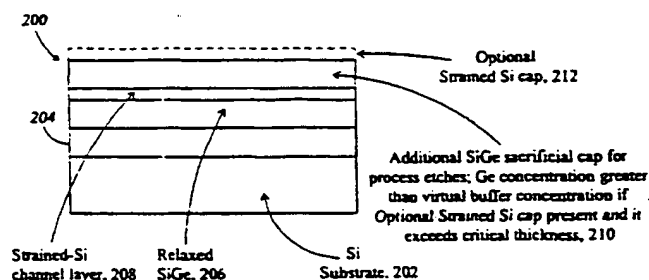 200
Optional
Strained Si cap, 212
204
Additional SiGe sacrificial cap for
process etches; Ge concentration greater
than virtual buffer concentration if
Optional Strained Si cap present and it
exceeds critical thickness, 210
Strained-Si
channel layer, 208
Relaxed
SiGe, 206
Si
Substrate, 202